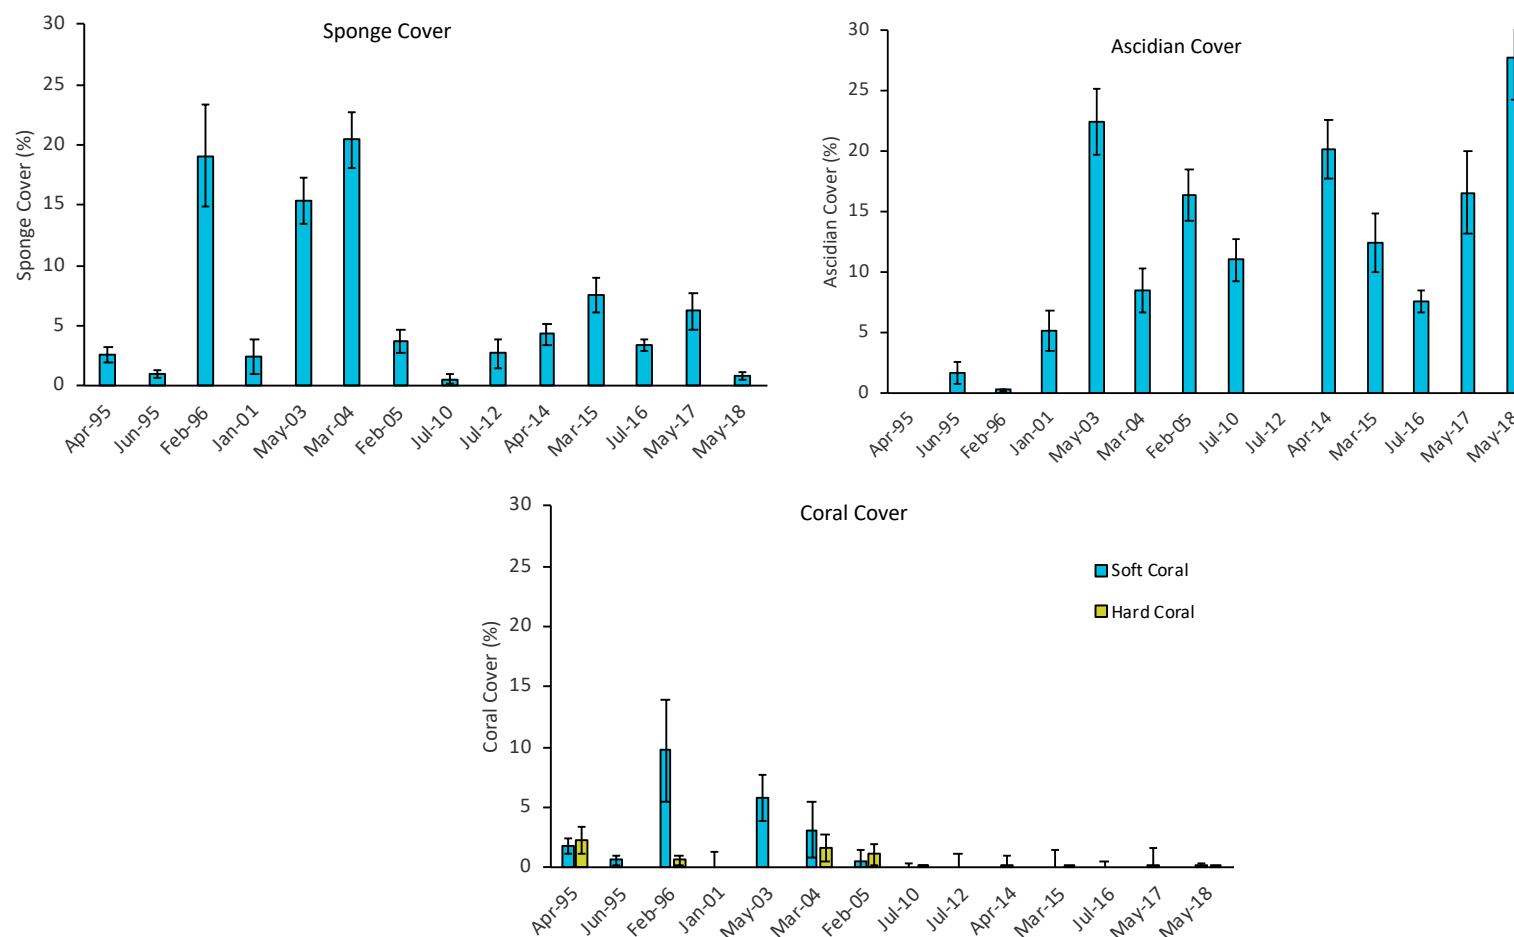 Sponge Cover
Sponge Cover (%)
30
25
20
15
10
5
0
Apr-95
Jun-95
Feb-96
Jan-01
May-03
Mar-04
Feb-05
Jul-10
Jul-12
Apr-14
Mar-15
Jul-16
May-17
May-18
Ascidian Cover
Ascidian Cover (%)
30
25
20
15
10
5
0
Apr-95
Jun-95
Feb-96
Jan-01
May-03
Mar-04
Feb-05
Jul-10
Jul-12
Apr-14
Mar-15
Jul-16
May-17
May-18
Coral Cover
Coral Cover (%)
30
25
20
15
10
5
0
Soft Coral
Hard Coral
Apr-95
Jun-95
Feb-96
Jan-01
May-03
Mar-04
Feb-05
Jul-10
Jul-12
Apr-14
Mar-15
Jul-16
May-17
May-18